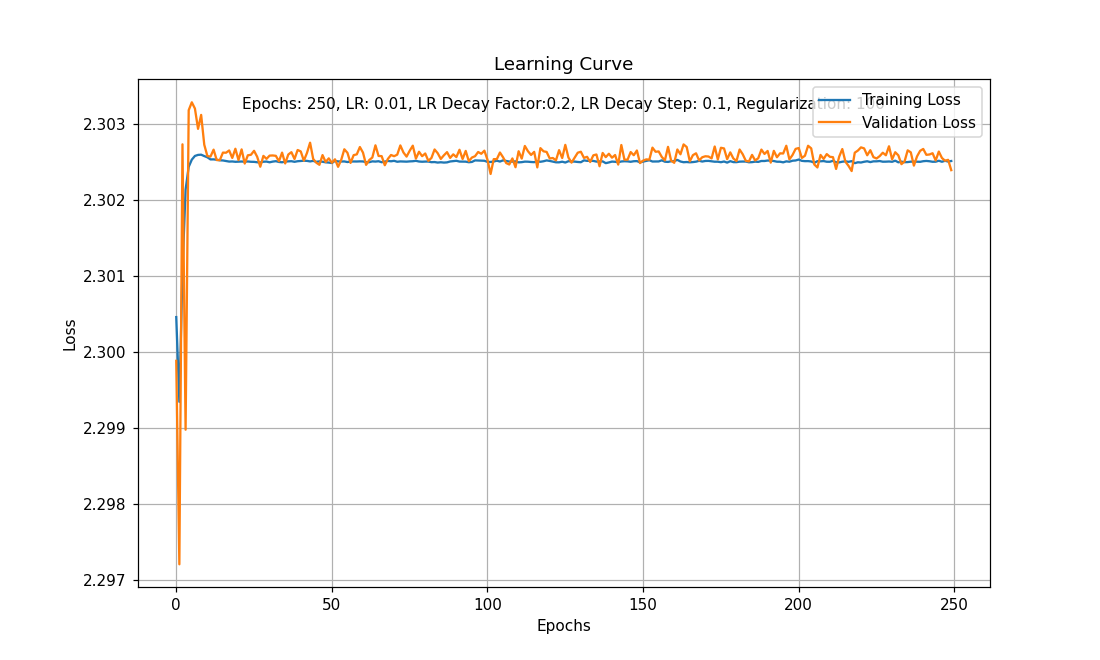 Learning Curve
Epochs: 250, LR: 0.01, LR Decay Factor:0.2, LR Decay Step: 0.1, Regularization: 100
Training Loss
Validation Loss
2.303
2.302
2.301
2.300
2.299
2.298
2.297
Loss
0 50 100 150 200 250
Epochs